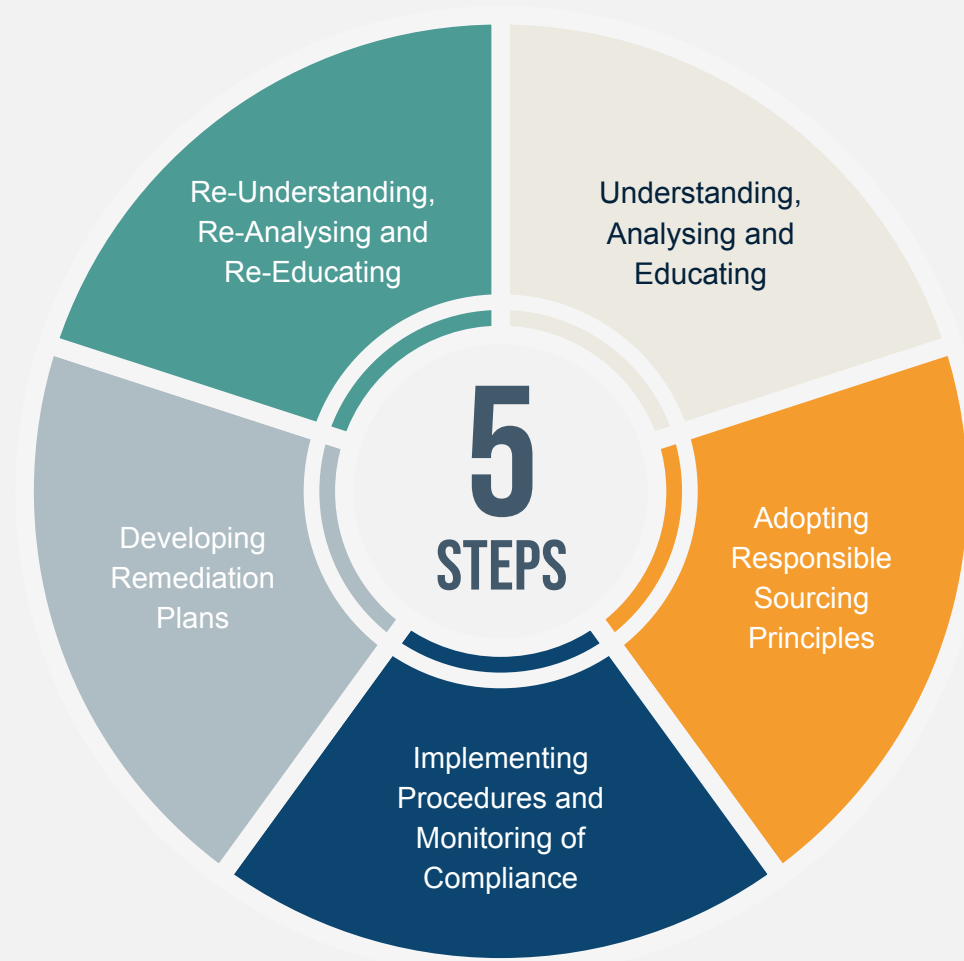 5
STEPS
Understanding,
Analysing and
Educating
Adopting
Responsible
Sourcing
Principles
Implementing
Procedures and
Monitoring of
Compliance
Developing
Remediation
Plans
Re-Understanding,
Re-Analysing and
Re-Educating